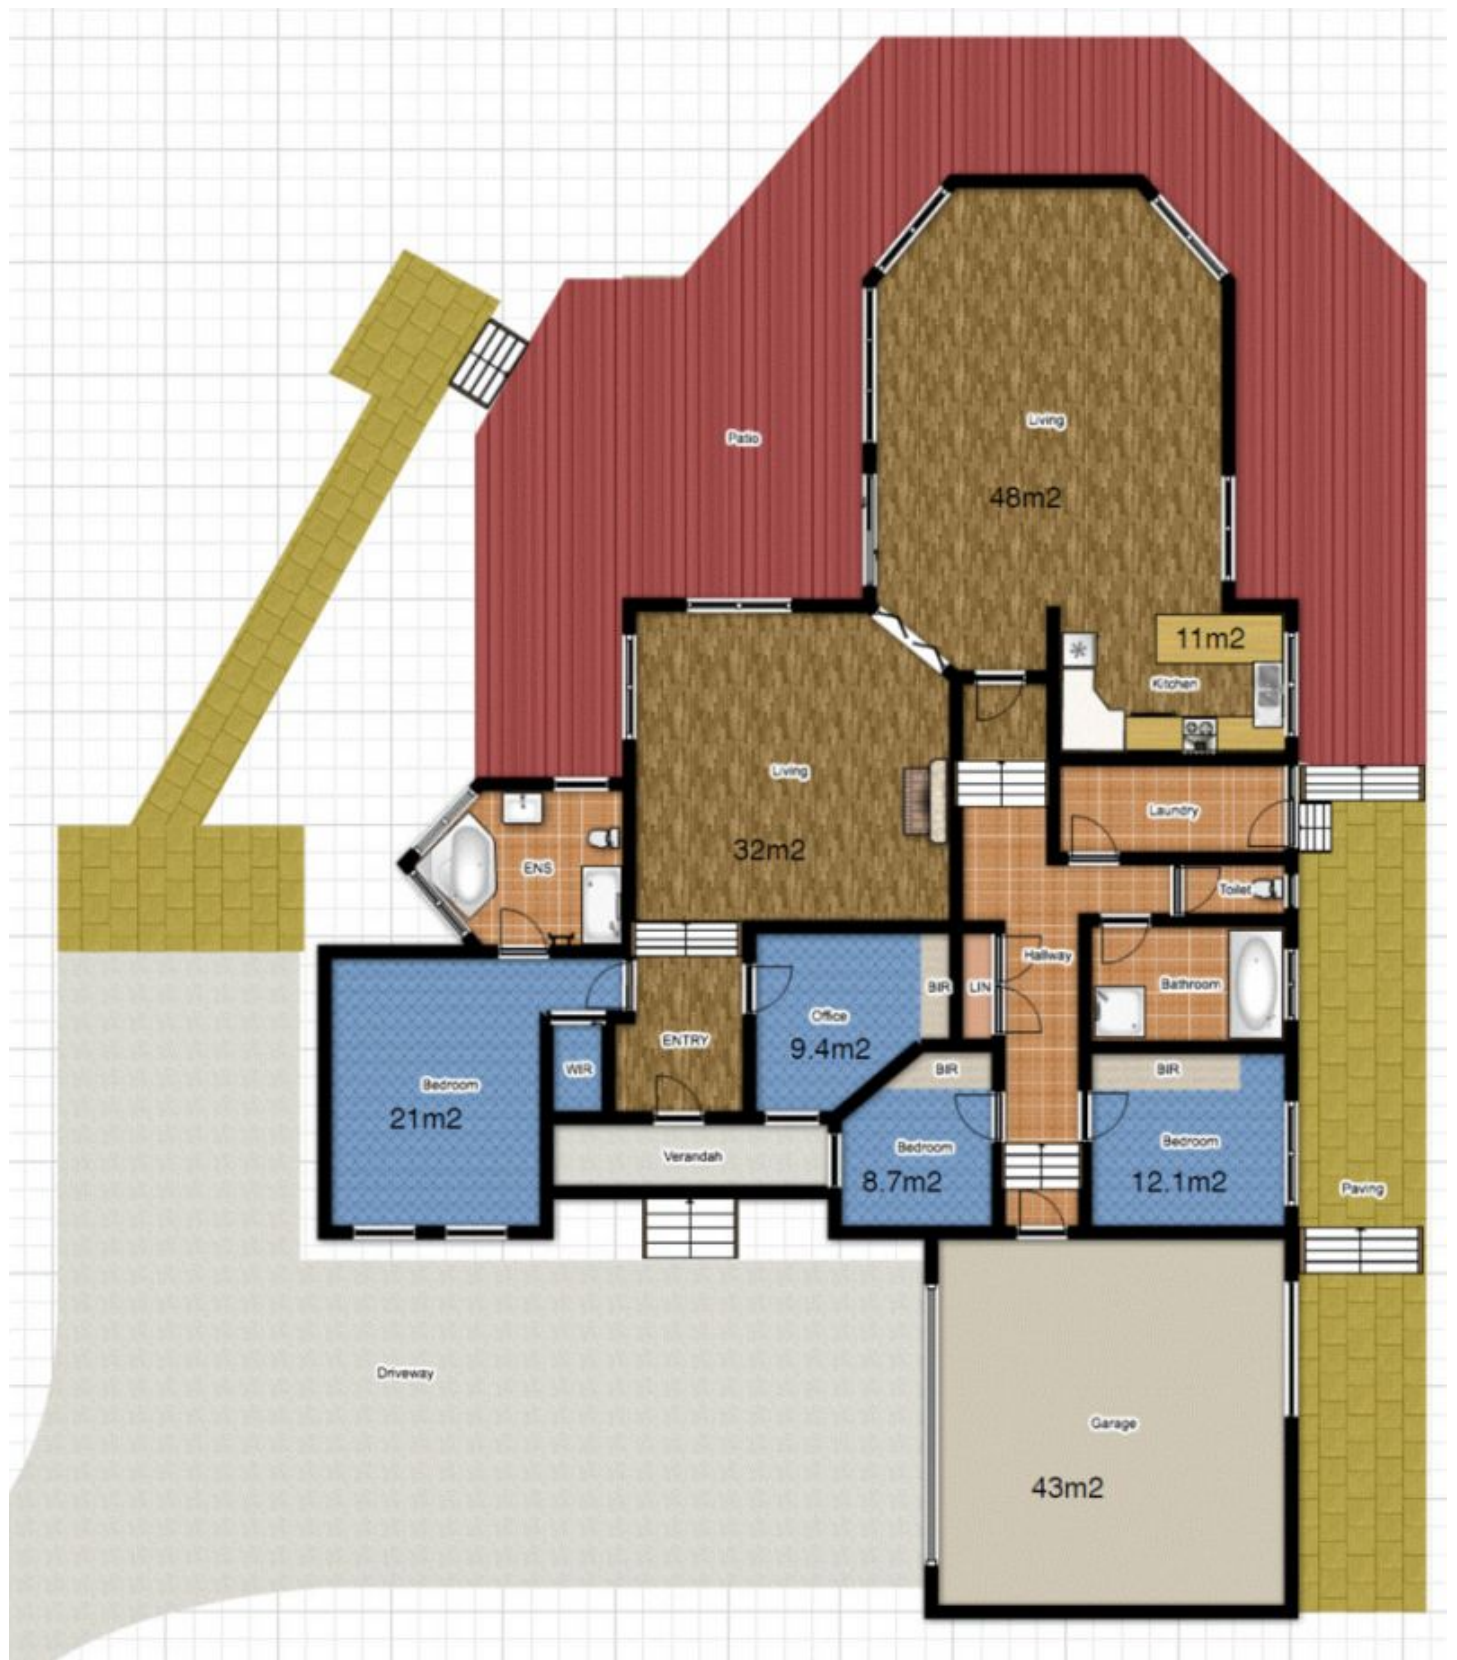 Living
48m2
Patio
11m2
Kitchen
Living
32m2
Laundry
ENS
Toilet
Hallway
BIR
LIN
Bathroom
Office
9.4m2
ENTRY
WIR
BIR
BIR
Bedroom
21m2
Bedroom
8.7m2
Bedroom
12.1m2
Verandah
Paving
Driveway
Garage
43m2